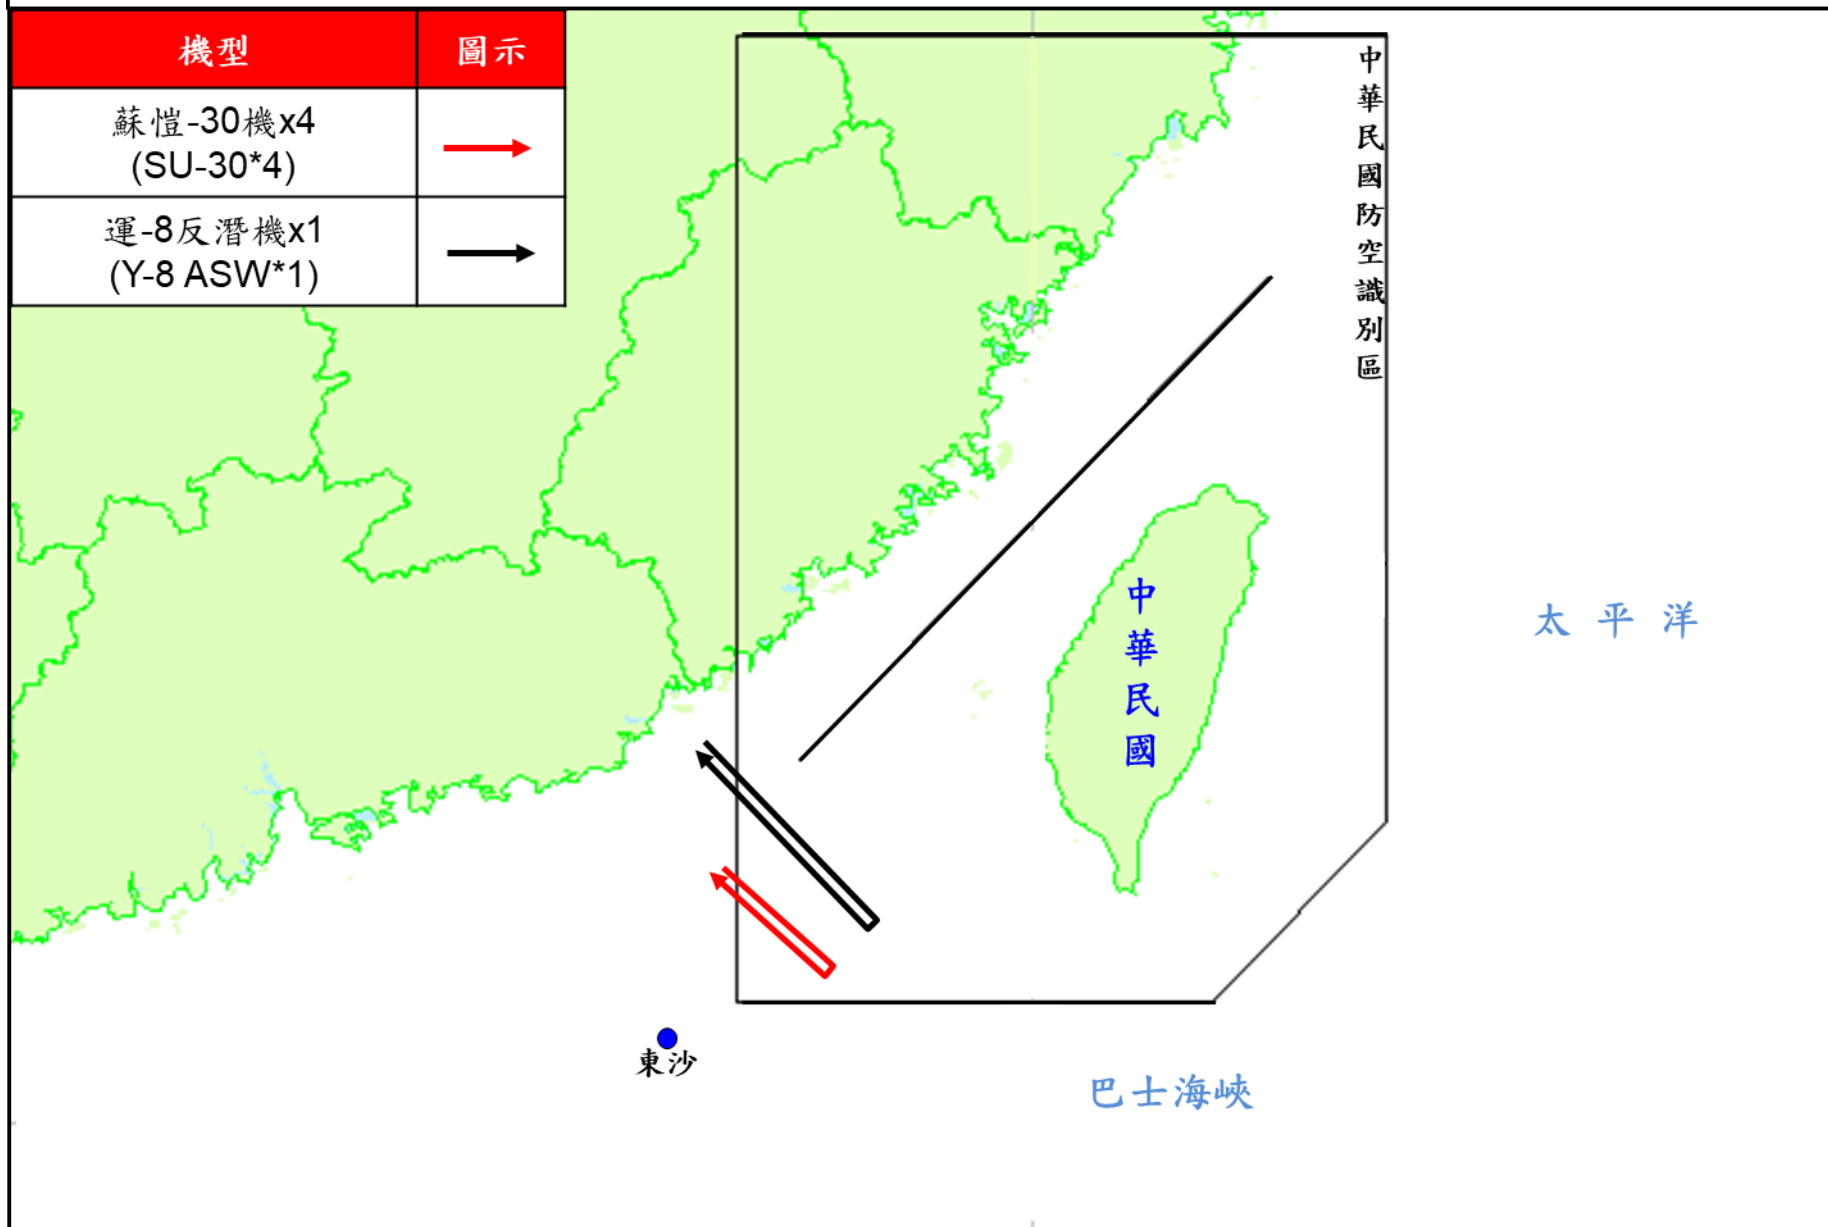 機型 圖示
蘇愷-30機x4
(SU-30*4)
運-8反潛機x1
(Y-8 ASW*1)
中華民國防空識別區
中華民國
太平洋
東沙
巴士海峽